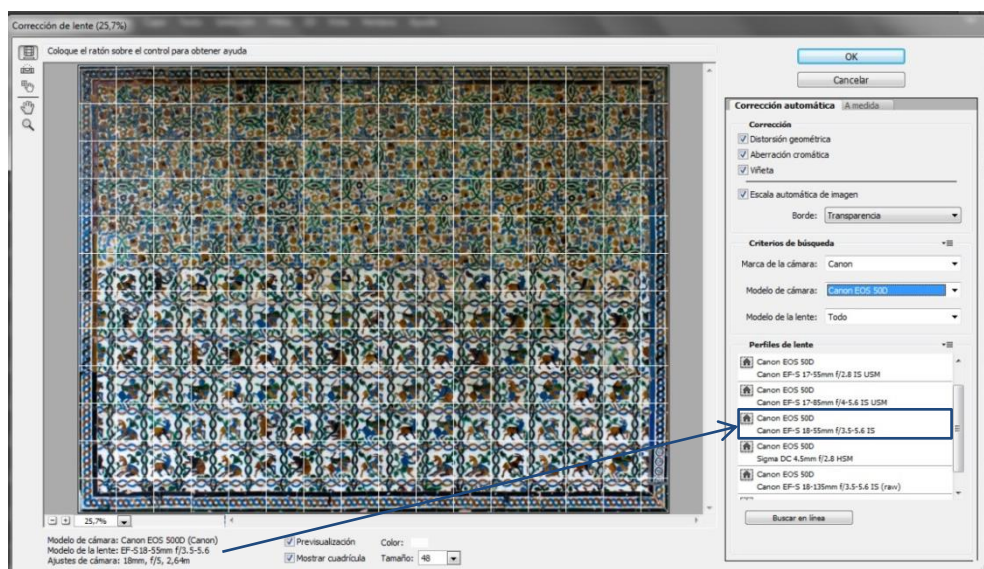 Corrección de lente (25,7%)
Coloque el ratón sobre el control para obtener ayuda
OK
Cancelar
Corrección automática
A medida
Corrección
Distorsión geométrica
Aberración cromática
Viñeta
Escala automática de imagen
Borde: Transparencia
Criterios de búsqueda
Marca de la cámara: Canon
Modelo de cámara: Canon EOS 50D
Modelo de la lente: Todo
Perfiles de lente
Canon EOS 50D
Canon EF-S 17-55mm f/2.8 IS USM
Canon EOS 50D
Canon EF-S 17-85mm f/4-5.6 IS USM
Canon EOS 50D
Canon EF-S 18-55mm f/3.5-5.6 IS
Canon EOS 50D
Sigma DC 4.5mm f/2.8 HSM
Canon EOS 50D
Canon EF-S 18-135mm f/3.5-5.6 IS (raw)
Buscar en línea
25,7%
Modelo de cámara: Canon EOS 500D (Canon)
Modelo de la lente: EF-S18-55mm f/3.5-5.6
Ajustes de cámara: 18mm, f/5, 2,64m
Previsualización
Color:
Mostrar cuadrícula
Tamaño: 48